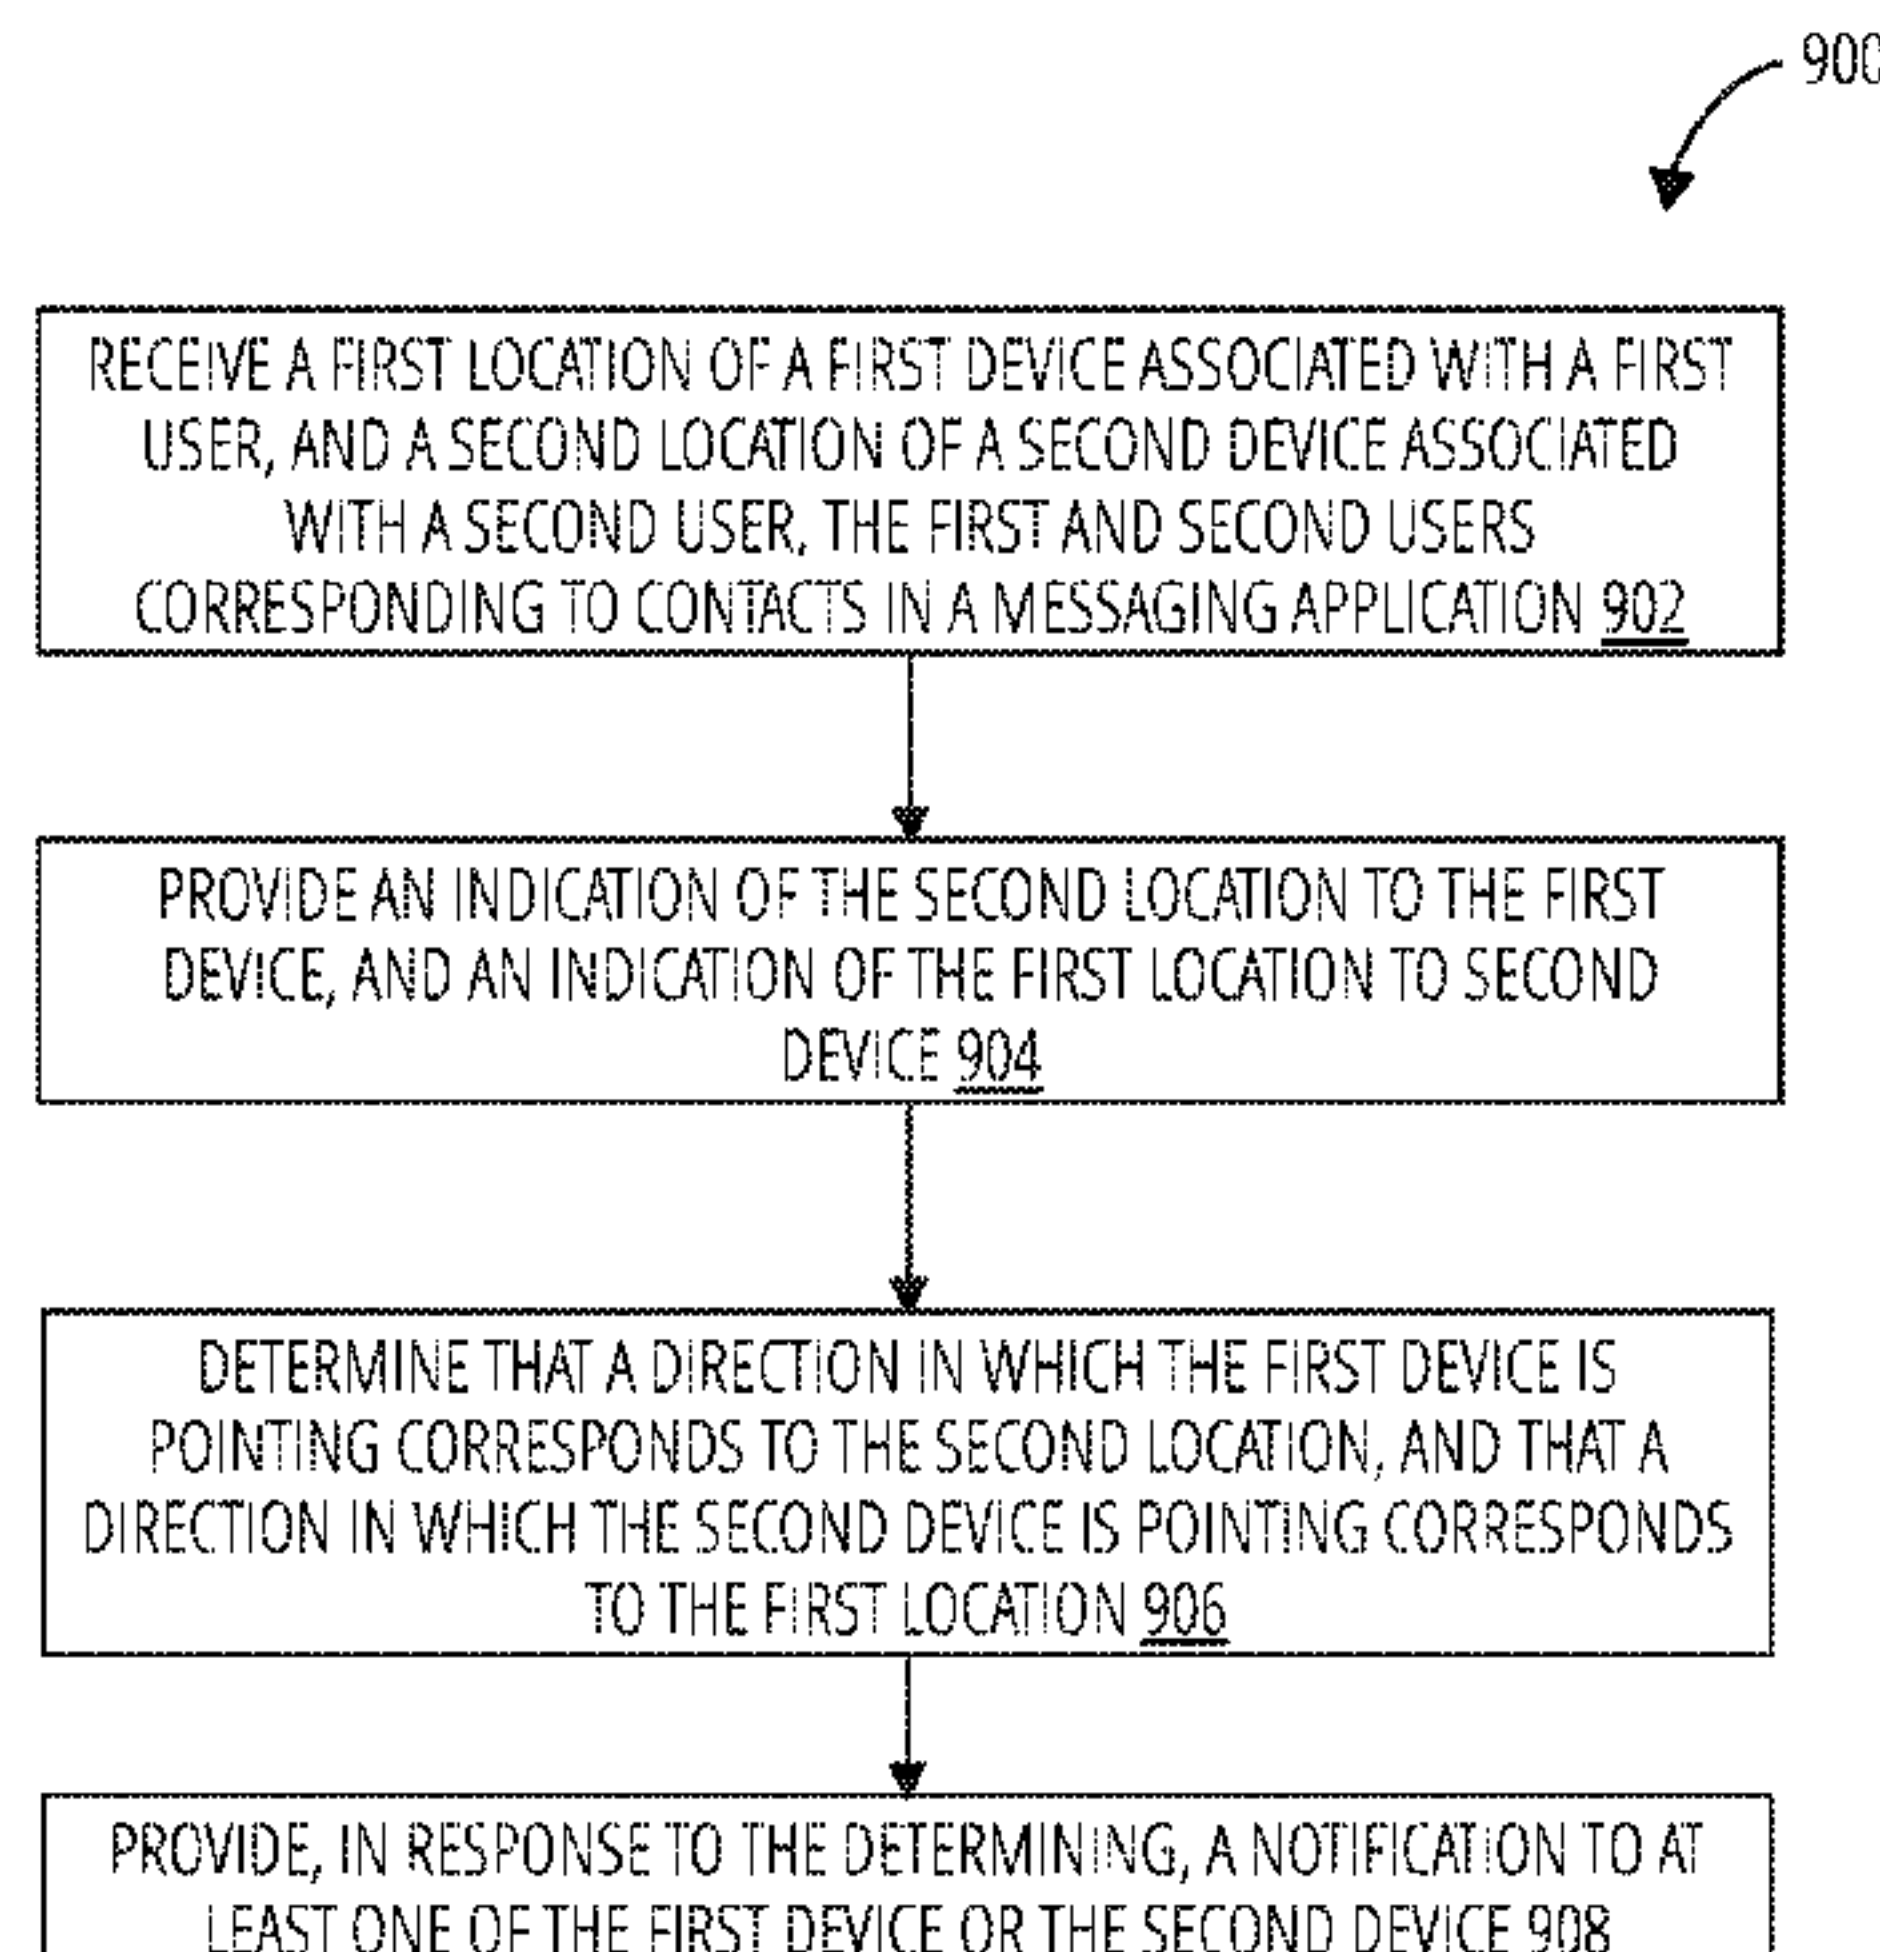 900
RECEIVE A FIRST LOCATION OF A FIRST DEVICE ASSOCIATED WITH A FIRST
USER, AND A SECOND LOCATION OF A SECOND DEVICE ASSOCIATED
WITH A SECOND USER, THE FIRST AND SECOND USERS
CORRESPONDING TO CONTACTS IN A MESSAGING APPLICATION 902
PROVIDE AN INDICATION OF THE SECOND LOCATION TO THE FIRST
DEVICE, AND AN INDICATION OF THE FIRST LOCATION TO SECOND
DEVICE 904
DETERMINE THAT A DIRECTION IN WHICH THE FIRST DEVICE IS
POINTING CORRESPONDS TO THE SECOND LOCATION, AND THAT A
DIRECTION IN WHICH THE SECOND DEVICE IS POINTING CORRESPONDS
TO THE FIRST LOCATION 906
PROVIDE, IN RESPONSE TO THE DETERMINING, A NOTIFICATION TO AT
LEAST ONE OF THE FIRST DEVICE OR THE SECOND DEVICE 908